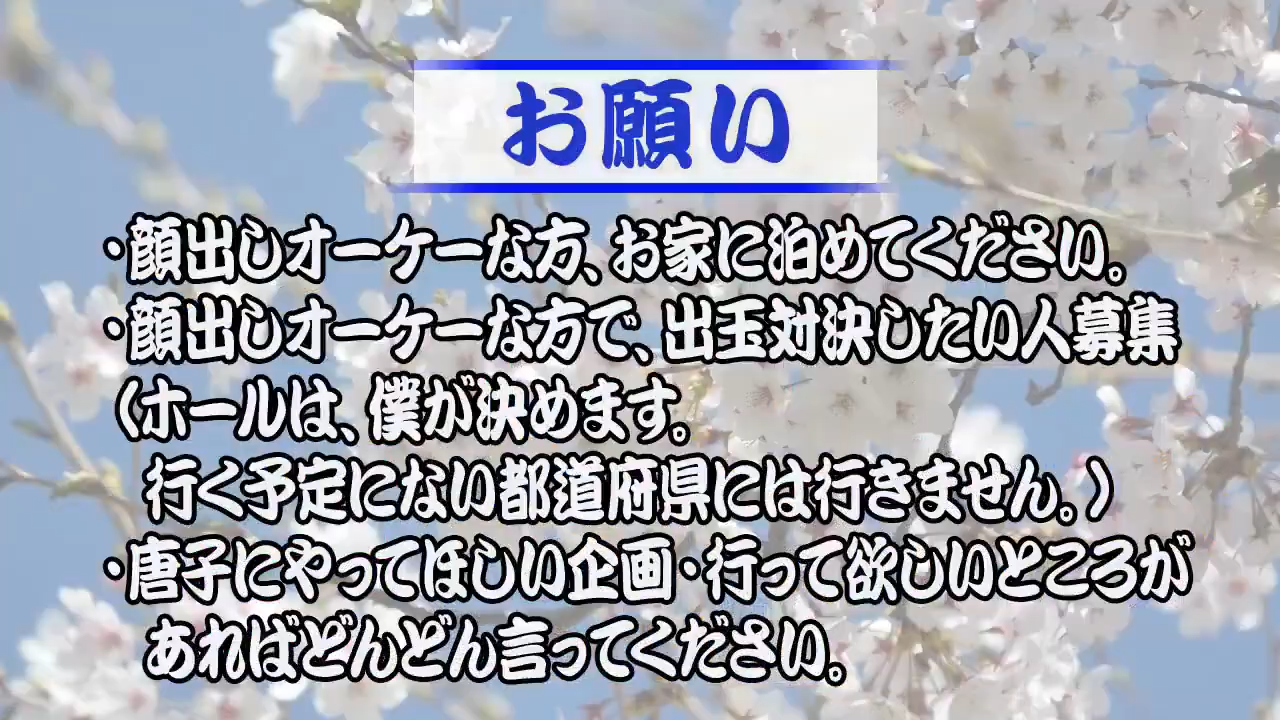 お願い
・顔出しオーケーな方、お家に泊めてください。
・顔出しオーケーな方で、出玉対決したい人募集
(ホールは、僕が決めます。
行く予定にない都道府県には行きません。)
・唐子にやってほしい企画・行って欲しいところが
あればどんどん言ってください。